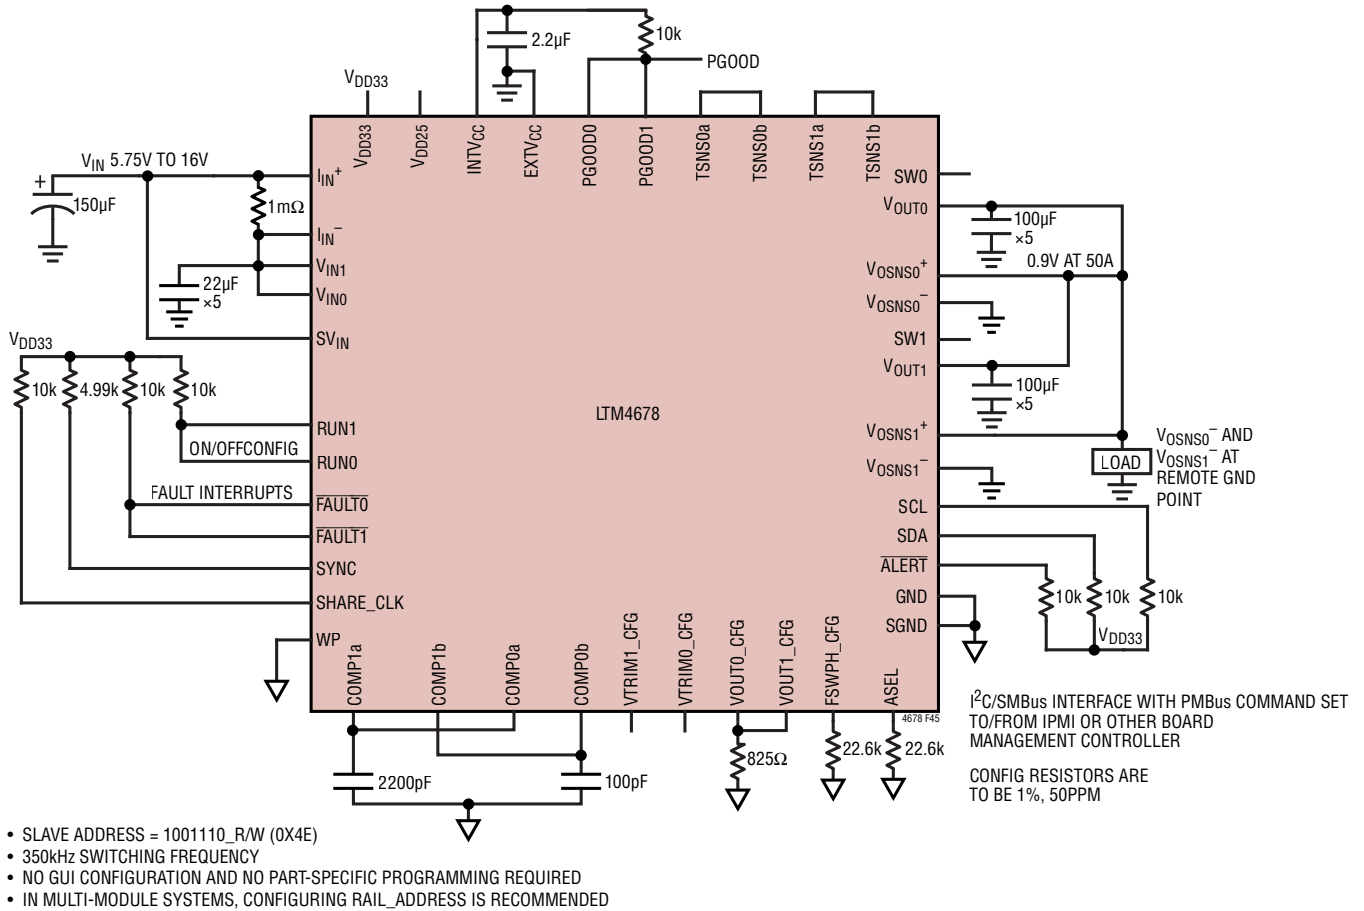 2.2µF
10k
PGOOD
VDD33
VDD33
VDD25
INTVCC
EXTVCC
PGOOD0
PGOOD1
TSNS0a
TSNS0b
TSNS1a
TSNS1b
VIN 5.75V TO 16V
+
150µF
IIN+
1mΩ
IIN–
VIN1
VIN0
22µF
×5
SVIN
VDD33
10k
4.99k
10k
10k
RUN1
ON/OFFCONFIG
RUN0
FAULT INTERRUPTS
FAULT0
FAULT1
SYNC
SHARE_CLK
WP
LTM4678
SW0
VOUT0
100µF
×5
0.9V AT 50A
VOSNS0+
VOSNS0–
SW1
VOUT1
100µF
×5
VOSNS1+
VOSNS1–
LOAD
VOSNS0– AND
VOSNS1– AT
REMOTE GND
POINT
SCL
SDA
ALERT
GND
SGND
10k
10k
10k
VDD33
COMP1a
COMP1b
COMP0a
COMP0b
VTRIM1_CFG
VTRIM0_CFG
VOUT0_CFG
VOUT1_CFG
FSWPH_CFG
ASEL
4678 F45
2200pF
100pF
825Ω
22.6k
22.6k
I2C/SMBus INTERFACE WITH PMBus COMMAND SET
TO/FROM IPMI OR OTHER BOARD
MANAGEMENT CONTROLLER
CONFIG RESISTORS ARE
TO BE 1%, 50PPM
• SLAVE ADDRESS = 1001110_R/W (0X4E)
• 350kHz SWITCHING FREQUENCY
• NO GUI CONFIGURATION AND NO PART-SPECIFIC PROGRAMMING REQUIRED
• IN MULTI-MODULE SYSTEMS, CONFIGURING RAIL_ADDRESS IS RECOMMENDED